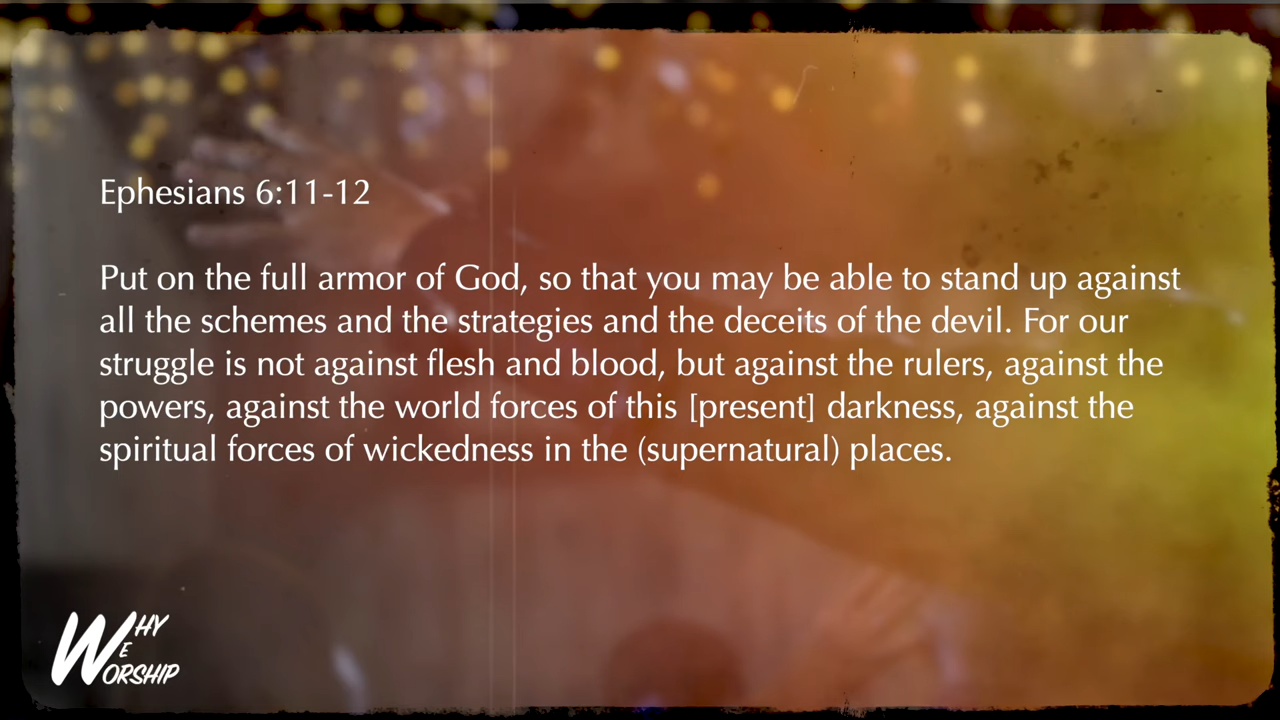 Ephesians 6:11-12
Put on the full armor of God, so that you may be able to stand up against
all the schemes and the strategies and the deceits of the devil. For our
struggle is not against flesh and blood, but against the rulers, against the
powers, against the world forces of this [present] darkness, against the
spiritual forces of wickedness in the (supernatural) places.
WHY
WE
WORSHIP